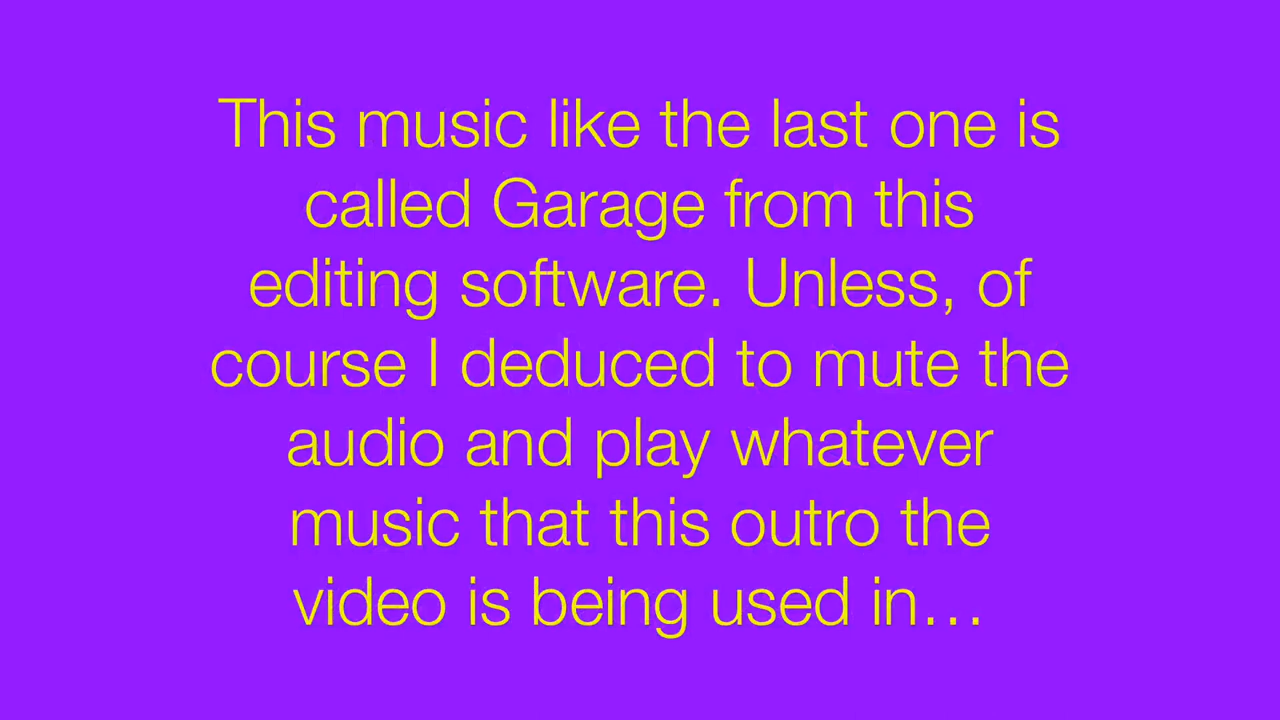 This music like the last one is
called Garage from this
editing software. Unless, of
course I deduced to mute the
audio and play whatever
music that this outro the
video is being used in…